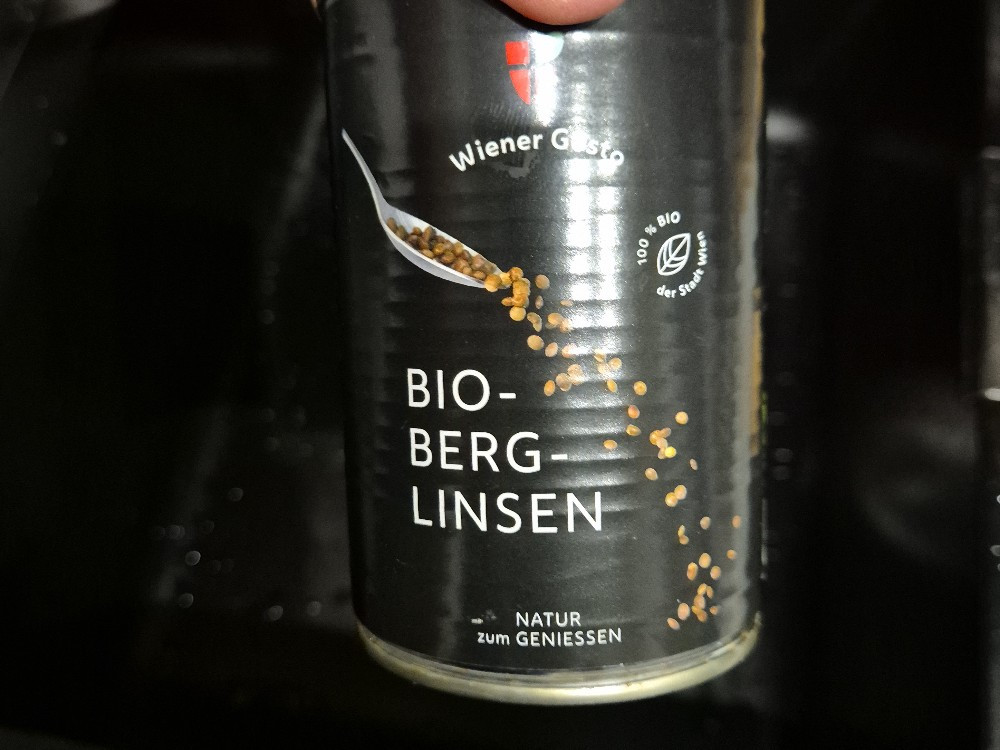 Wiener Gusto
100 % BIO
der Stadt Wien
BIO-
BERG-
LINSEN
NATUR
zum GENIESSEN